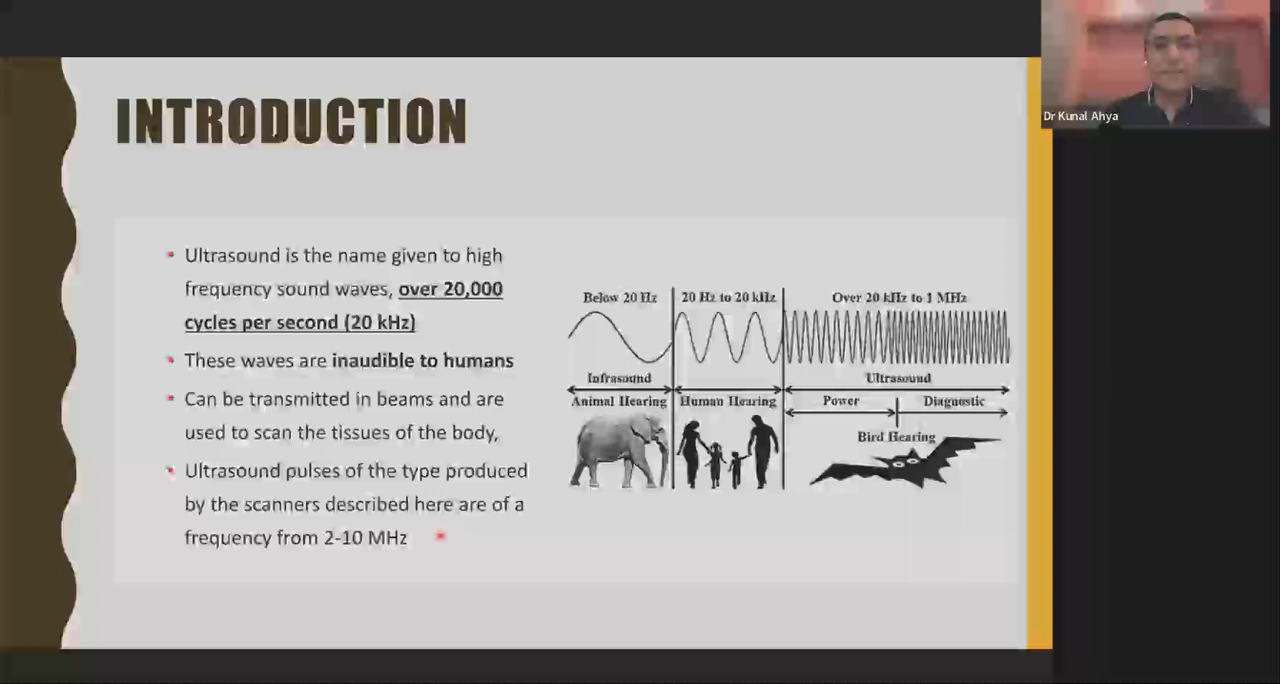 INTRODUCTION
• Ultrasound is the name given to high
frequency sound waves, over 20,000
cycles per second (20 kHz)
• These waves are inaudible to humans
• Can be transmitted in beams and are
used to scan the tissues of the body,
• Ultrasound pulses of the type produced
by the scanners described here are of a
frequency from 2-10 MHz
Below 20 Hz
20 Hz to 20 kHz
Over 20 kHz to 1 MHz
Infrasound
Ultrasound
Animal Hearing
Human Hearing
Power
Diagnostic
Bird Hearing
Dr Kunal Ahya